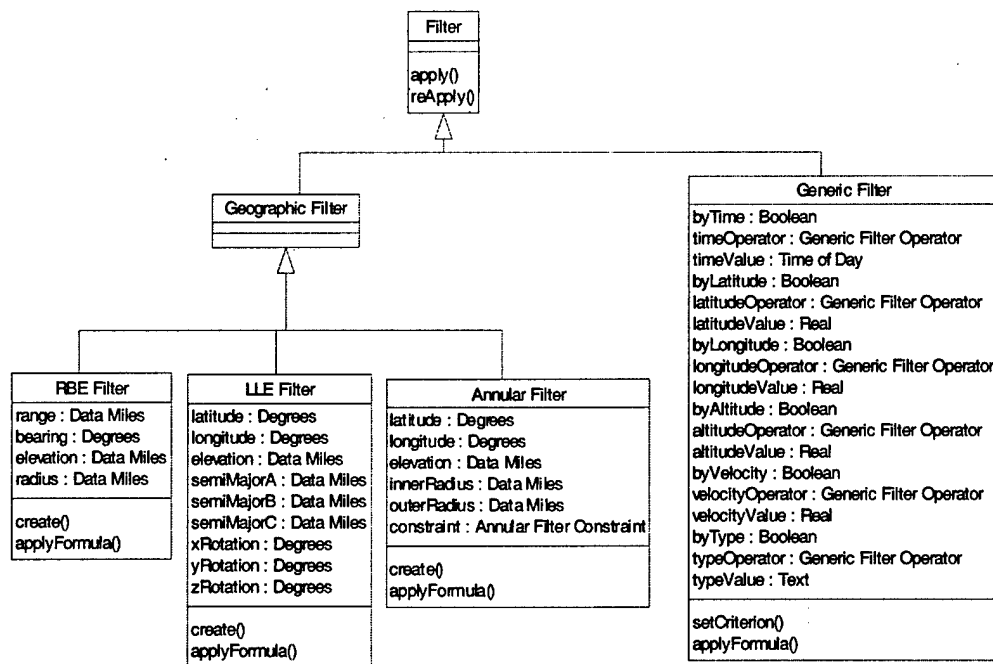 Filter
apply()
reApply()
Geographic Filter
Generic Filter
byTime : Boolean
timeOperator : Generic Filter Operator
timeValue : Time of Day
byLatitude : Boolean
latitudeOperator : Generic Filter Operator
latitudeValue : Real
byLongitude : Boolean
longitudeOperator : Generic Filter Operator
longitudeValue : Real
byAltitude : Boolean
altitudeOperator : Generic Filter Operator
altitudeValue : Real
byVelocity : Boolean
velocityOperator : Generic Filter Operator
velocityValue : Real
byType : Boolean
typeOperator : Generic Filter Operator
typeValue : Text
setCriterion()
applyFormula()
RBE Filter
range : Data Miles
bearing : Degrees
elevation : Data Miles
radius : Data Miles
create()
applyFormula()
LLE Filter
latitude : Degrees
longitude : Degrees
elevation : Data Miles
semiMajorA : Data Miles
semiMajorB : Data Miles
semiMajorC : Data Miles
xRotation : Degrees
yRotation : Degrees
zRotation : Degrees
create()
applyFormula()
Annular Filter
latitude : Degrees
longitude : Degrees
elevation : Data Miles
innerRadius : Data Miles
outerRadius : Data Miles
constraint : Annular Filter Constraint
create()
applyFormula()